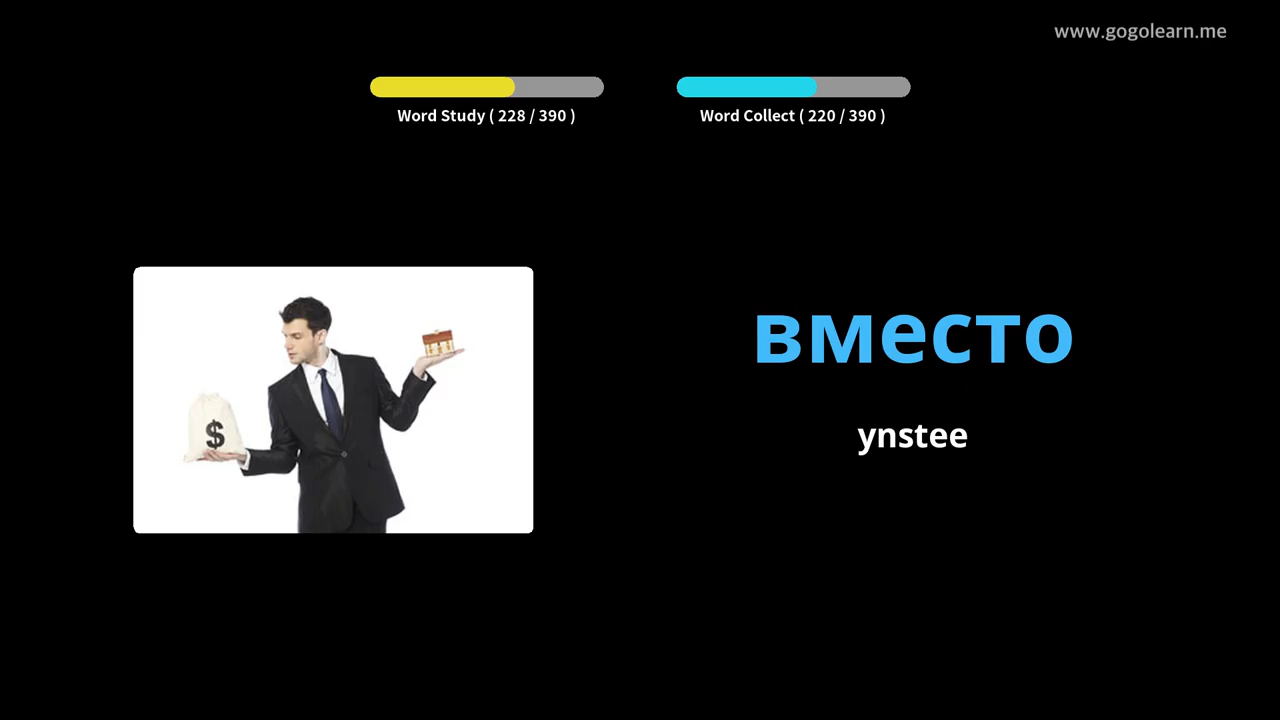 www.gogolearn.me
Word Study ( 228 / 390 )
Word Collect ( 220 / 390 )
$
вместо
ynstee